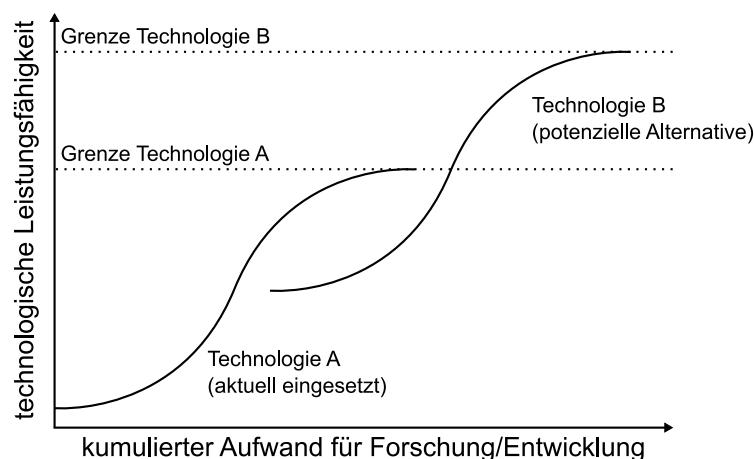 technologische Leistungsfähigkeit
Grenze Technologie B
Technologie B
(potenzielle Alternative)
Grenze Technologie A
Technologie A
(aktuell eingesetzt)
kumulierter Aufwand für Forschung/Entwicklung